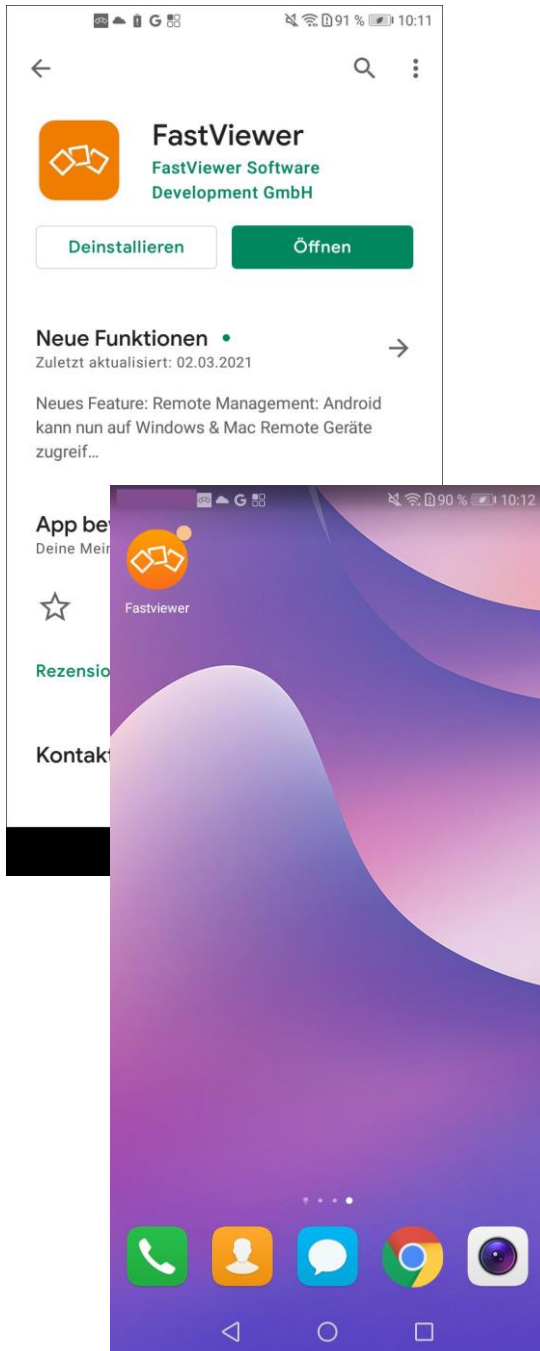 91 % 10:11
FastViewer
FastViewer Software
Development GmbH
Deinstallieren
Öffnen
Neue Funktionen
Zuletzt aktualisiert: 02.03.2021
Neues Feature: Remote Management: Android
kann nun auf Windows & Mac Remote Geräte
zugreif...
App be
Deine Mei
Rezensio
Kontak
90 % 10:12
Fastviewer